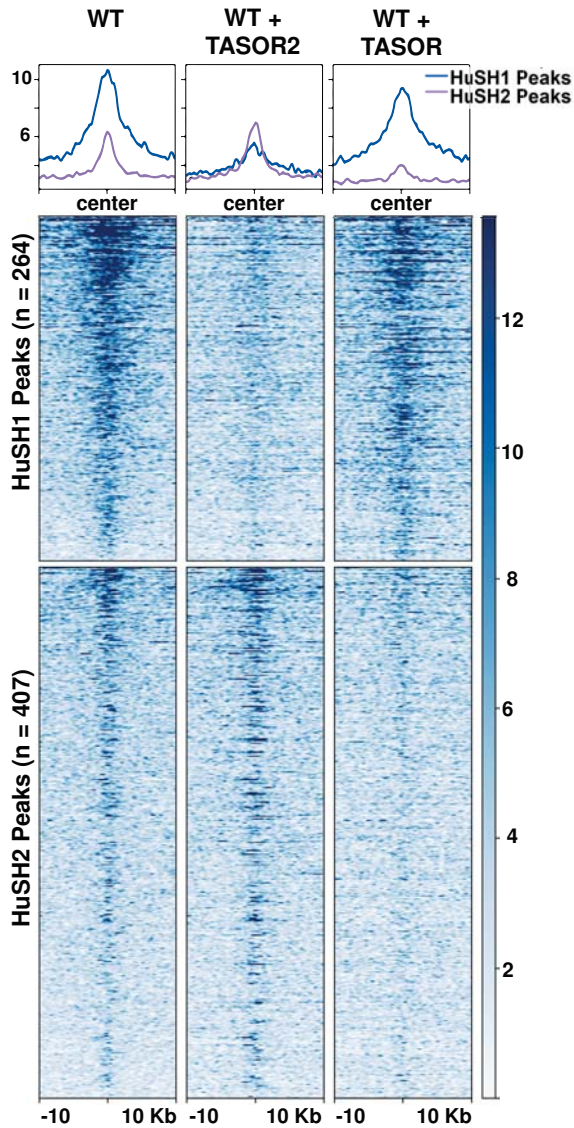 WT
WT +
TASOR2
WT +
TASOR
10
6
HuSH1 Peaks
HuSH2 Peaks
center
center
center
HuSH1 Peaks (n = 264)
HuSH2 Peaks (n = 407)
12
10
8
6
4
2
-10
10 Kb
-10
10 Kb
-10
10 Kb